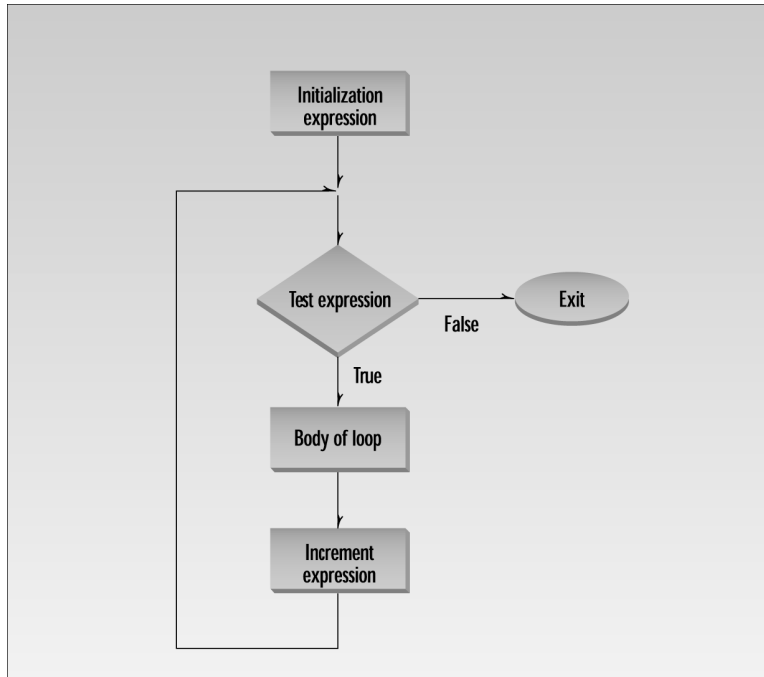 Initialization
expression
Test expression
Exit
False
True
Body of loop
Increment
expression